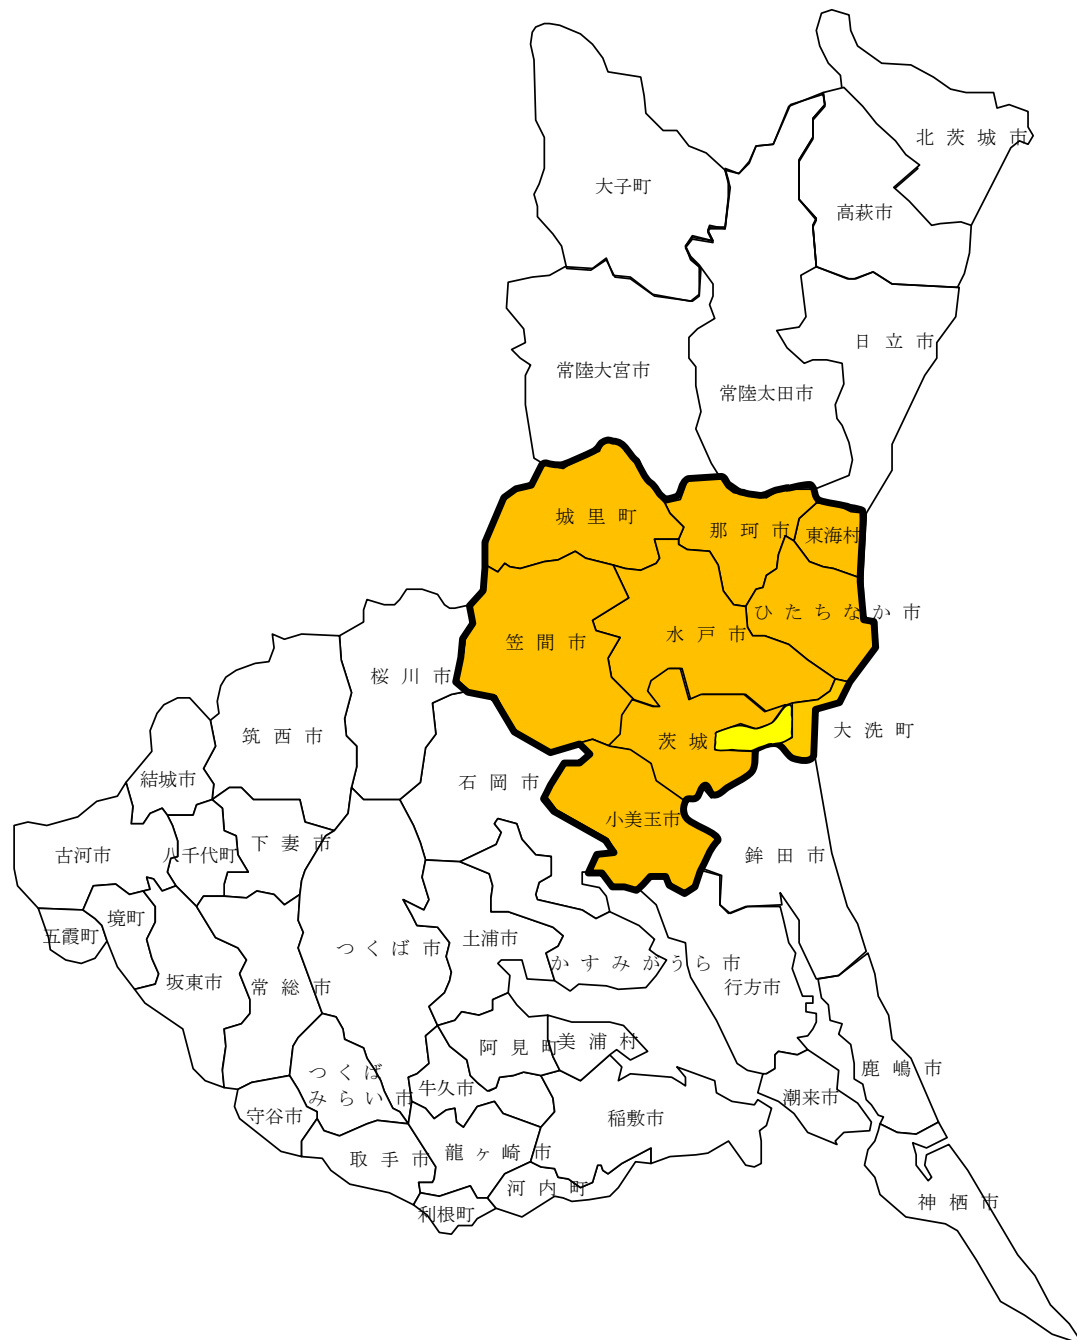 北茨城市
大子町
高萩市
日立市
常陸大宮市
常陸太田市
城里町
那珂市
東海村
ひたちなか市
水戸市
笠間市
桜川市
大洗町
筑西市
茨城
石岡市
結城市
小美玉市
下妻市
古河市
八千代町
鉾田市
境町
五霞町
土浦市
つくば市
かすみがうら市
坂東市
常総市
行方市
阿見町
美浦村
鹿嶋市
つくば
みらい市
牛久市
潮来市
守谷市
稲敷市
龍ヶ崎市
取手市
河内町
神栖市
利根町